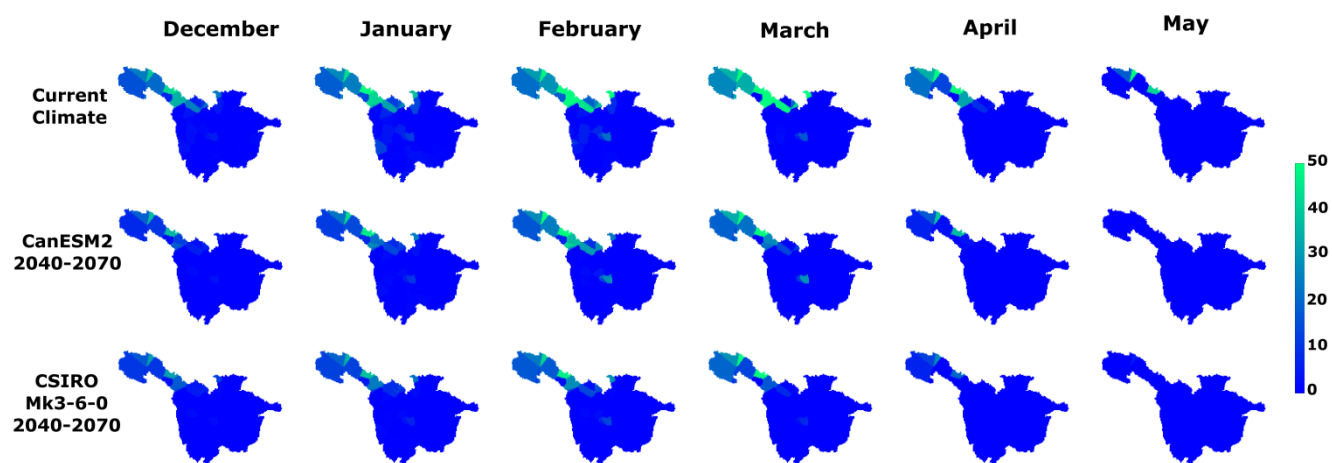 December January February March April May
Current
Climate
CanESM2
2040-2070
CSIRO
Mk3-6-0
2040-2070
50
40
30
20
10
0